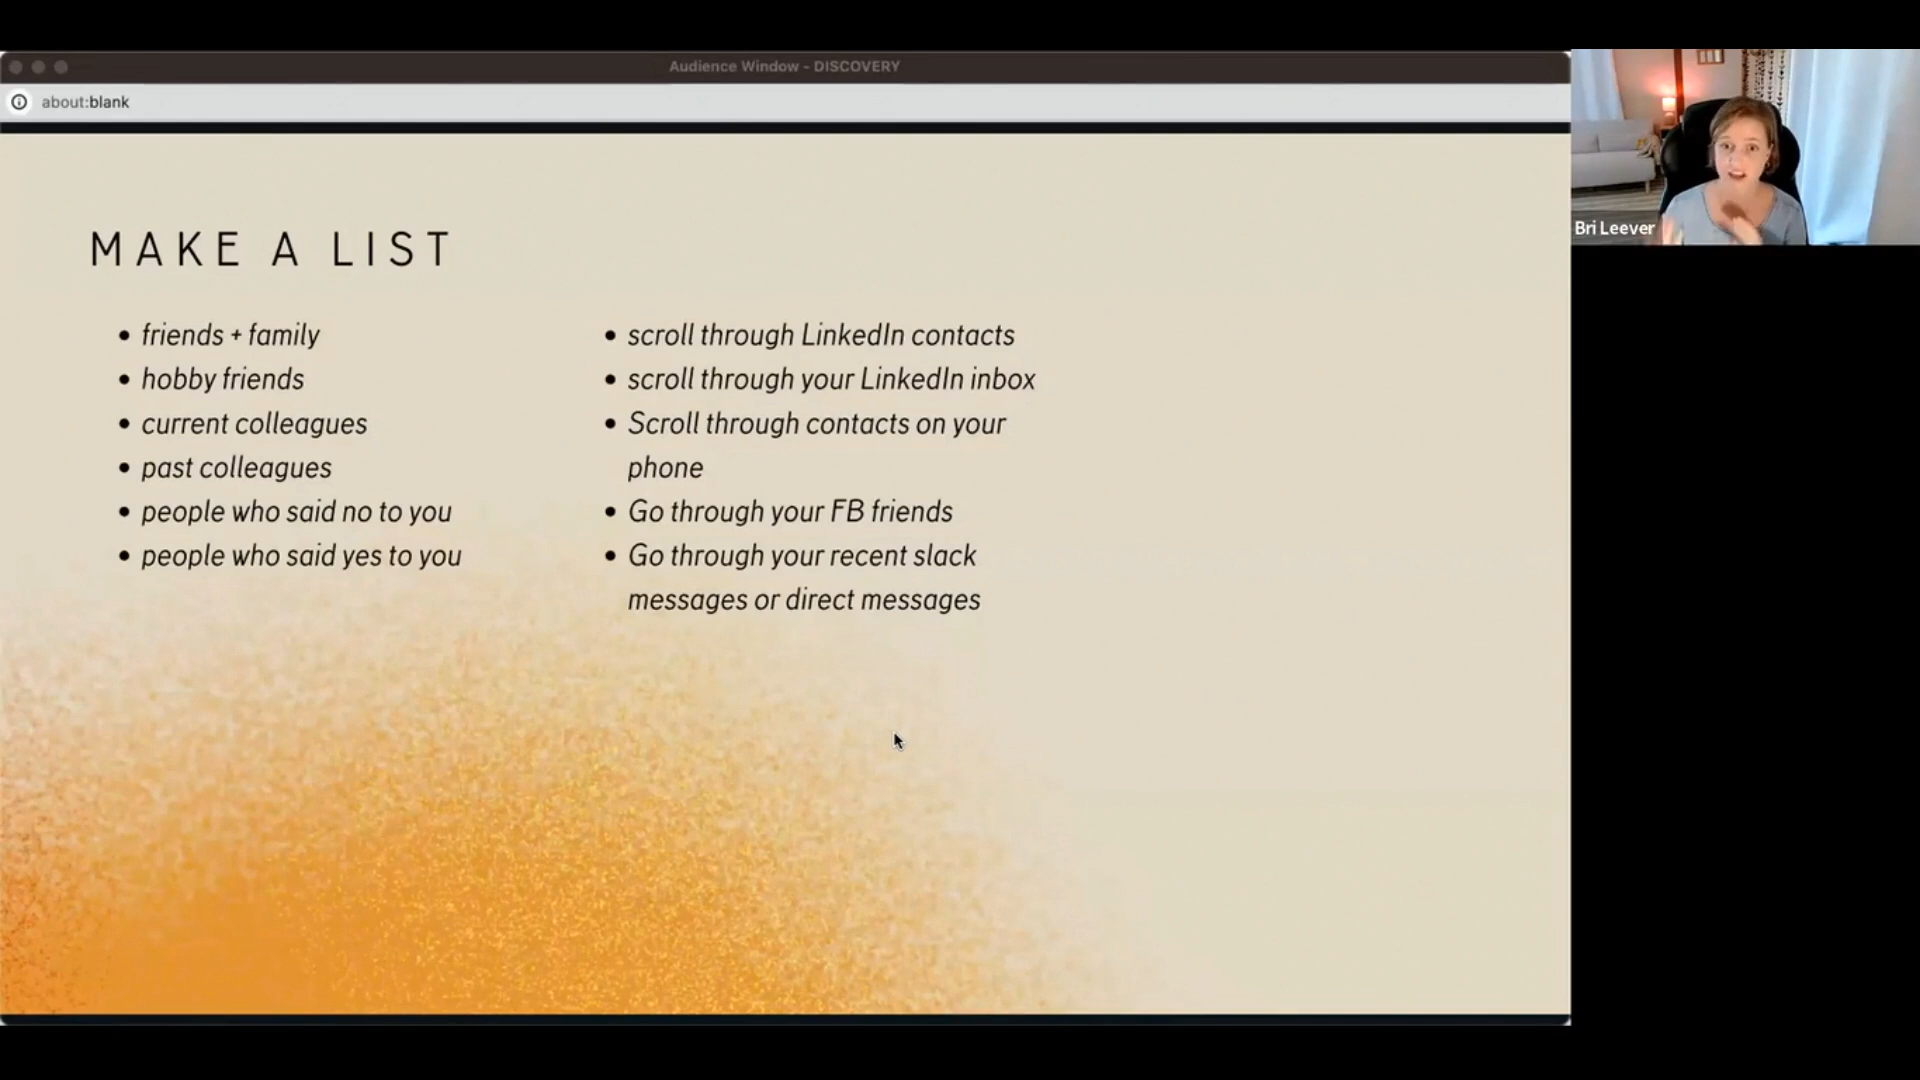 Audience Window - DISCOVERY
about:blank
MAKE A LIST
friends + family
hobby friends
current colleagues
past colleagues
people who said no to you
people who said yes to you
scroll through LinkedIn contacts
scroll through your LinkedIn inbox
Scroll through contacts on your
phone
Go through your FB friends
Go through your recent slack
messages or direct messages
Bri Leever